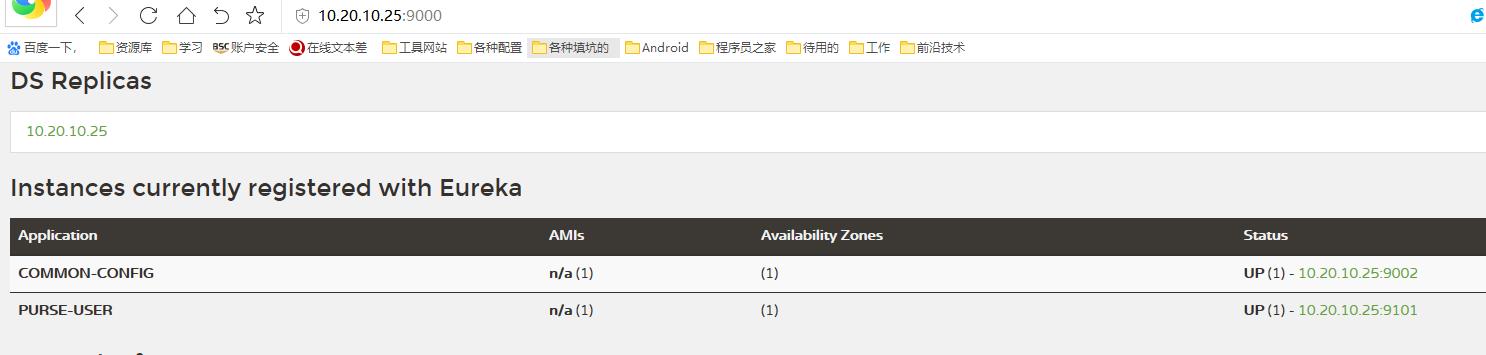 10.20.10.25:9000
百度一下, 资源库 学习 BSC 账户安全 在线文本差 工具网站 各种配置 各种填坑的 Android 程序员之家 待用的 工作 前沿技术
DS Replicas
10.20.10.25
Instances currently registered with Eureka
Application AMIs Availability Zones Status
COMMON-CONFIG n/a (1) (1) UP (1) - 10.20.10.25:9002
PURSE-USER n/a (1) (1) UP (1) - 10.20.10.25:9101